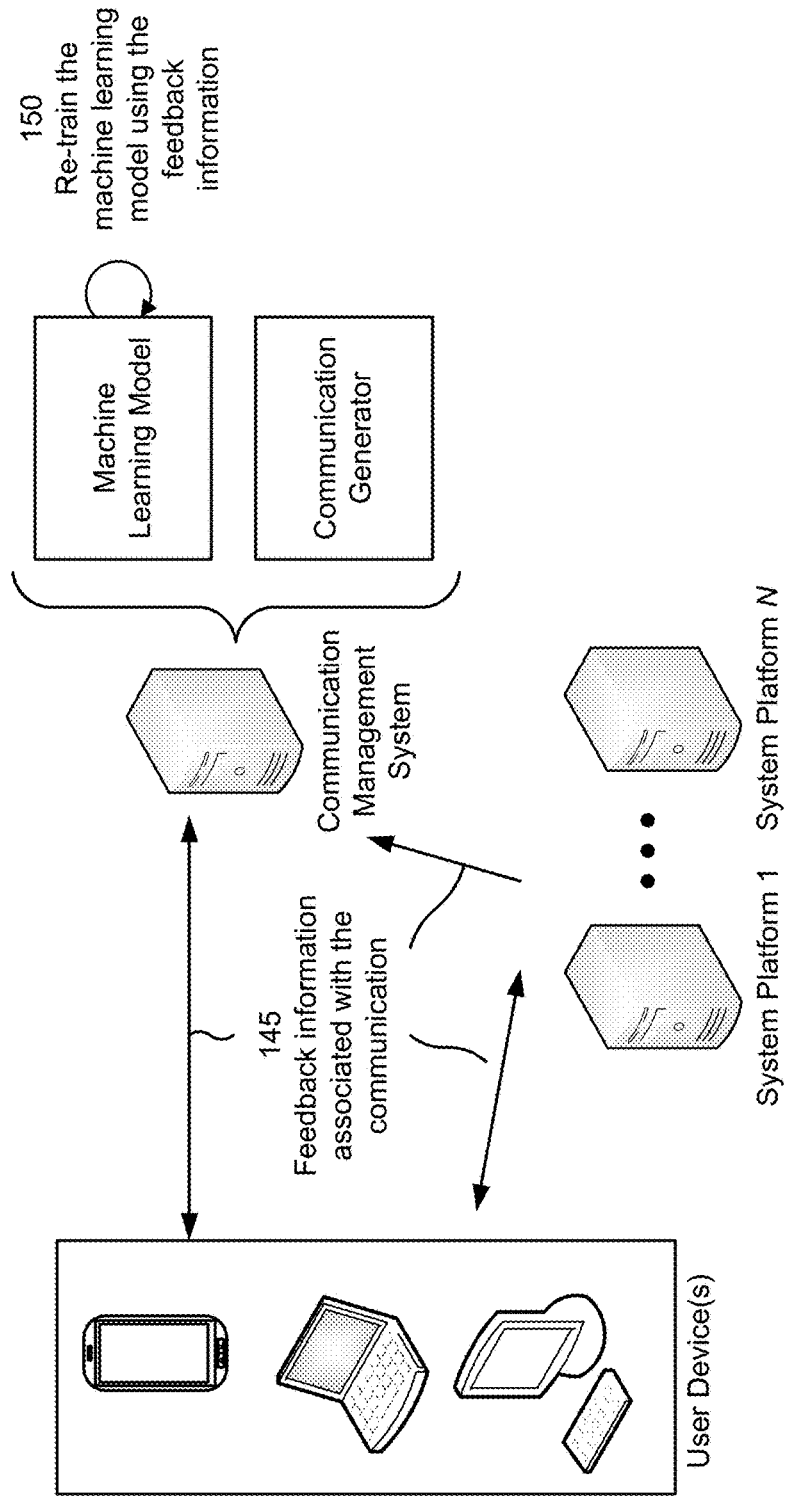 150
Re-train the
machine learning
model using the
feedback
information
Machine
Learning Model
Communication
Generator
Communication
Management
System
145
Feedback information
associated with the
communication
User Device(s)
System Platform 1
System Platform N